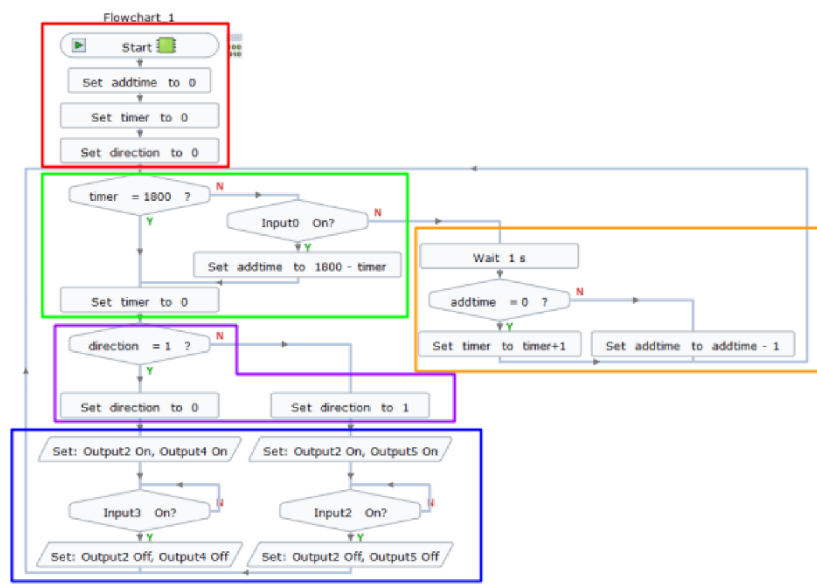 Flowchart_1
Start
Set addtime to 0
Set timer to 0
Set direction to 0
timer = 1800 ?
N
Y
Input0 On?
N
Y
Set addtime to 1800 - timer
Set timer to 0
Wait 1 s
addtime = 0 ?
N
Y
Set timer to timer+1
Set addtime to addtime - 1
direction = 1 ?
N
Y
Set direction to 0
Set direction to 1
Set: Output2 On, Output4 On
Set: Output2 On, Output5 On
Input3 On?
N
Y
Input2 On?
N
Y
Set: Output2 Off, Output4 Off
Set: Output2 Off, Output5 Off